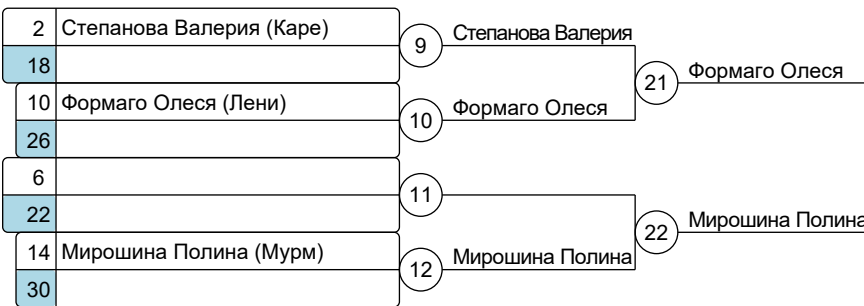 2 Степанова Валерия (Каре)
9 Степанова Валерия
18
21 Формаго Олеся
10 Формаго Олеся (Лени)
10 Формаго Олеся
26
6
11
22
22 Мирошина Полина
14 Мирошина Полина (Мурм)
12 Мирошина Полина
30